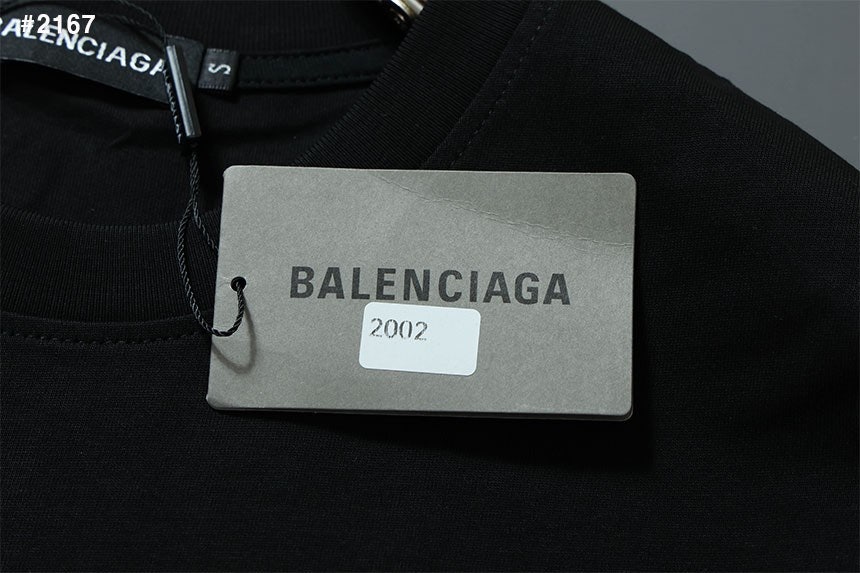 #2167
BALENCIAGA
S
BALENCIAGA
2002